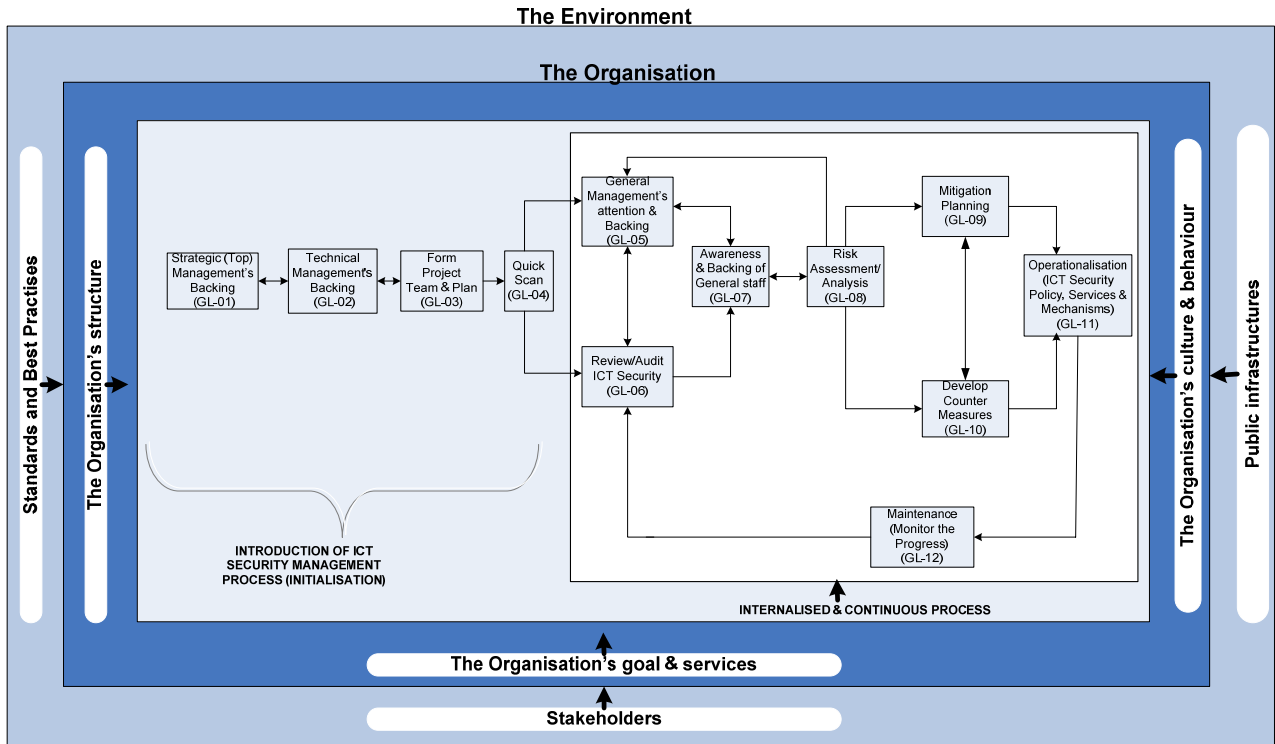 The Environment
The Organisation
Standards and Best Practises
The Organisation's structure
Strategic (Top)
Management's
Backing
(GL-01)
Technical
Management's
Backing
(GL-02)
Form
Project
Team & Plan
(GL-03)
Quick
Scan
(GL-04)
General
Management's
attention &
Backing
(GL-05)
Review/Audit
ICT Security
(GL-06)
Awareness
& Backing of
General staff
(GL-07)
Risk
Assessment/
Analysis
(GL-08)
Mitigation
Planning
(GL-09)
Develop
Counter
Measures
(GL-10)
Operationalisation
(ICT Security
Policy, Services &
Mechanisms)
(GL-11)
Maintenance
(Monitor the
Progress)
(GL-12)
INTRODUCTION OF ICT
SECURITY MANAGEMENT
PROCESS (INITIALISATION)
INTERNALISED & CONTINUOUS PROCESS
The Organisation's culture & behaviour
Public infrastructures
The Organisation's goal & services
Stakeholders